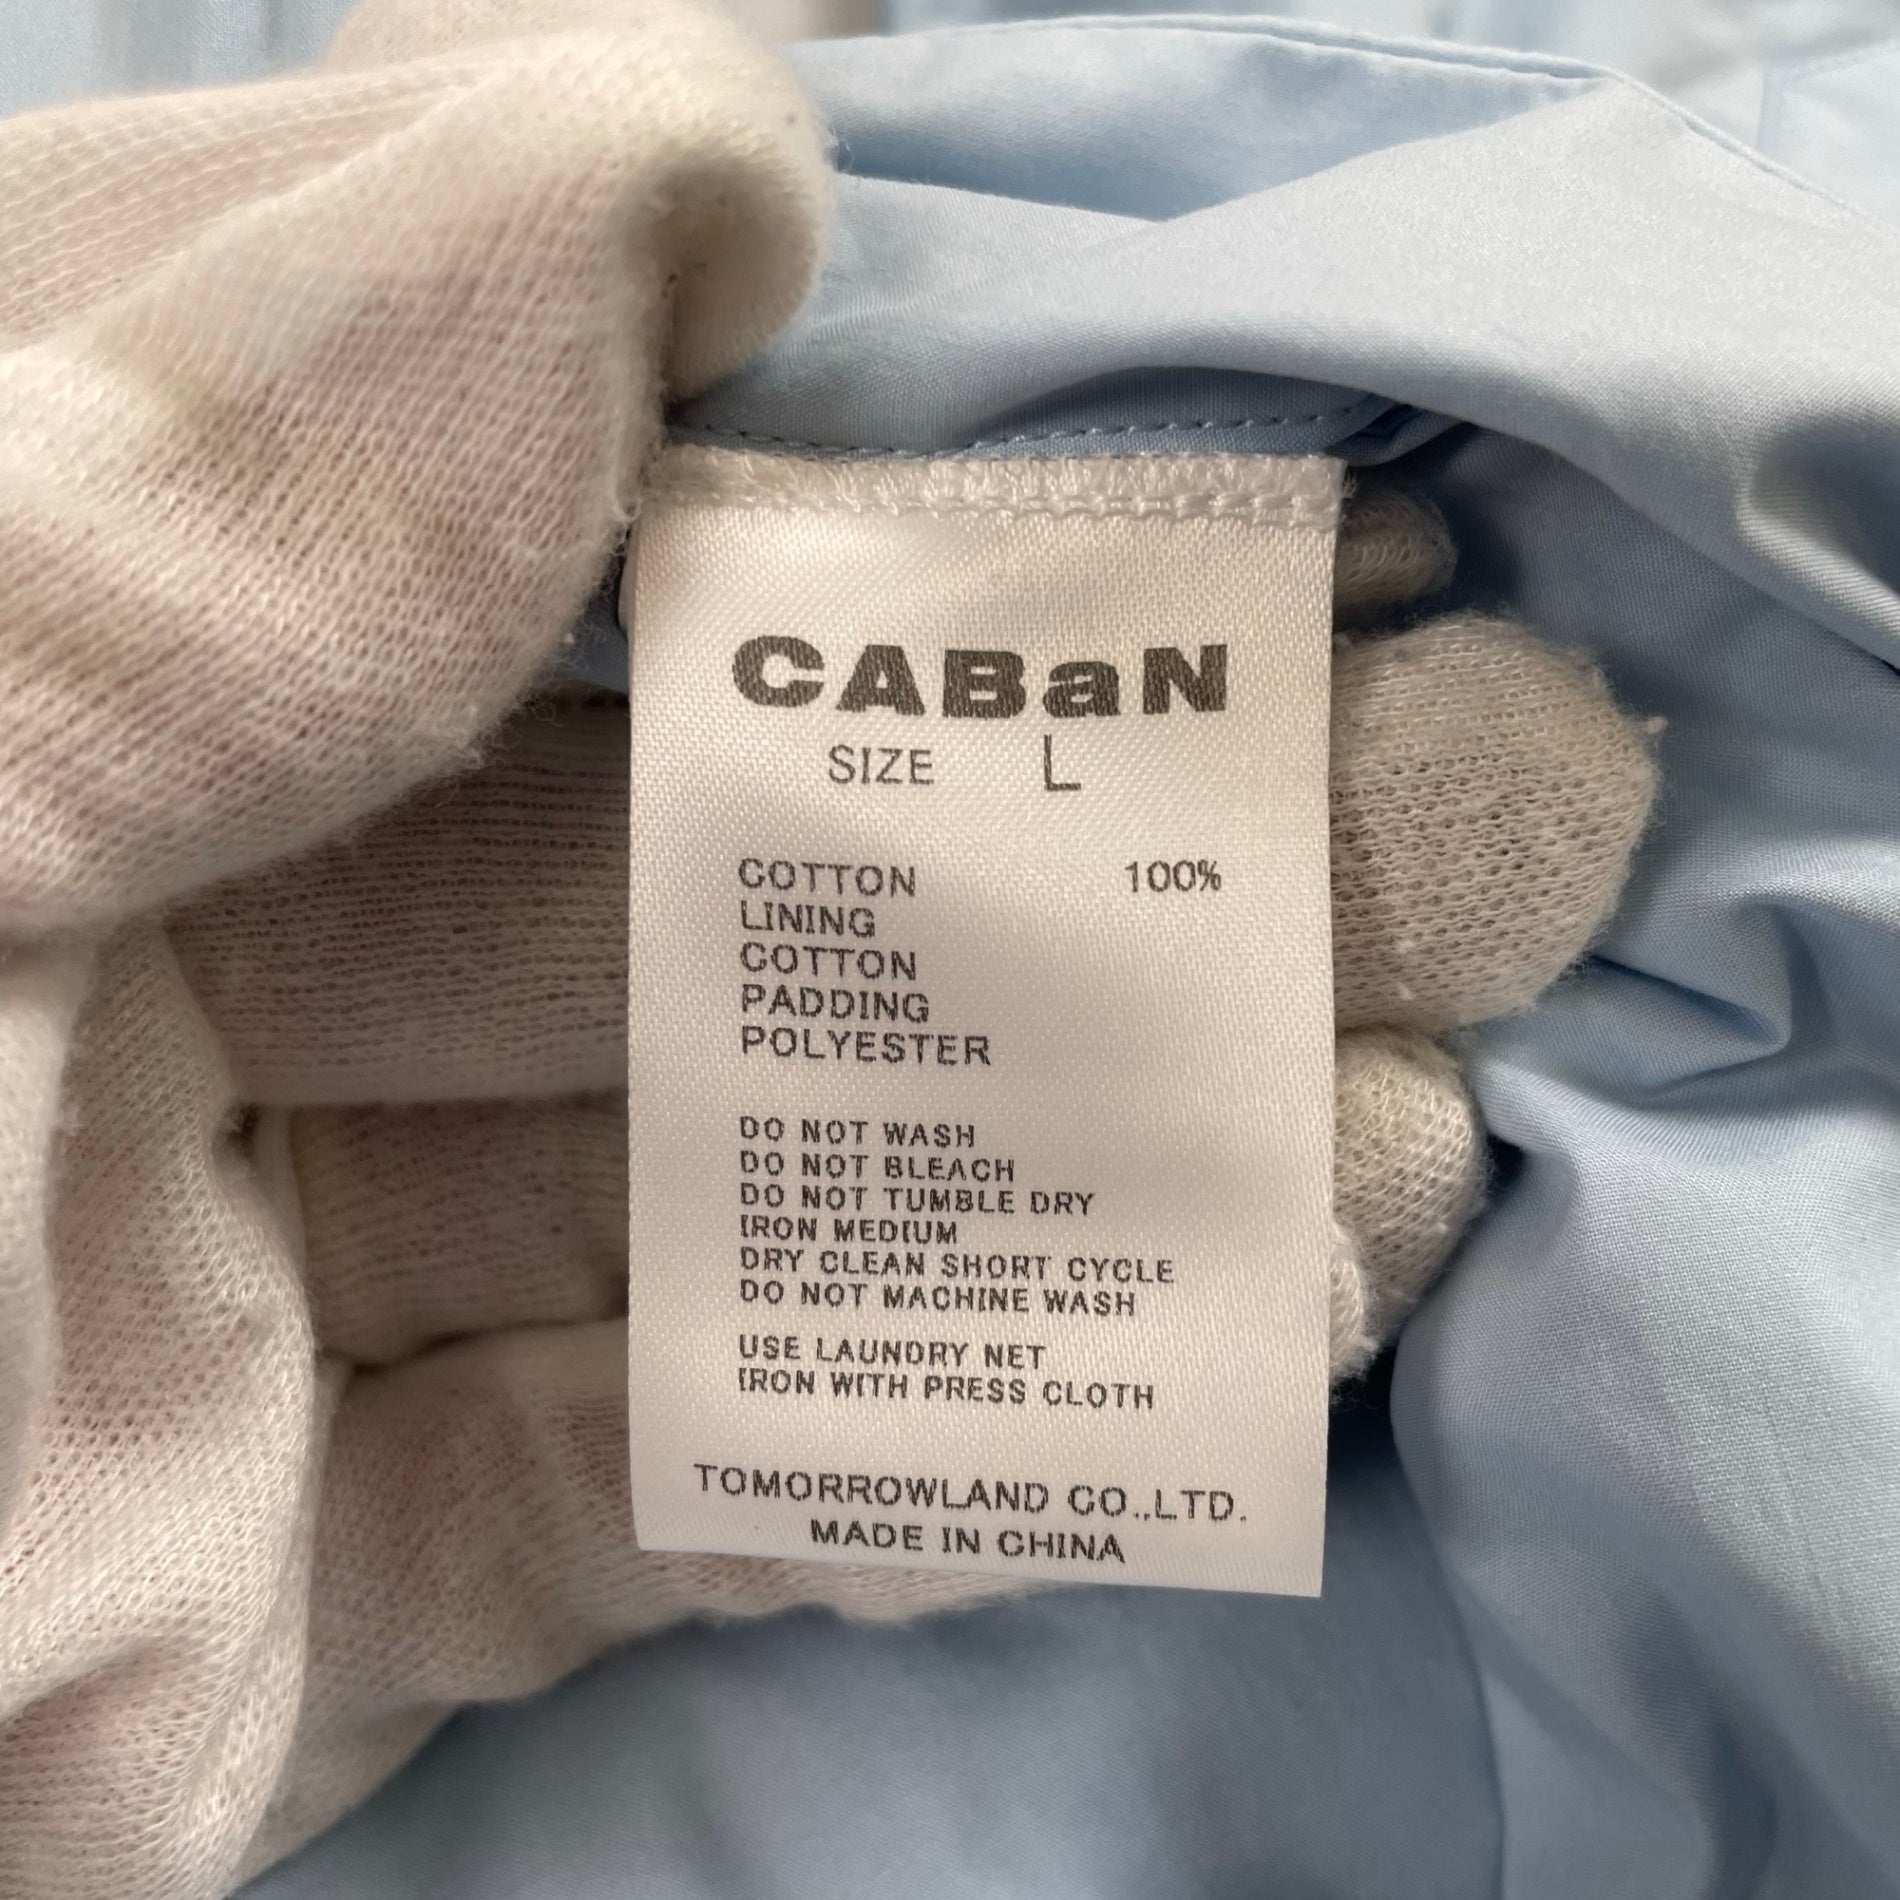 CABaN
SIZE L
COTTON 100%
LINING
COTTON
PADDING
POLYESTER
DO NOT WASH
DO NOT BLEACH
DO NOT TUMBLE DRY
IRON MEDIUM
DRY CLEAN SHORT CYCLE
DO NOT MACHINE WASH
USE LAUNDRY NET
IRON WITH PRESS CLOTH
TOMORROWLAND CO.,LTD.
MADE IN CHINA